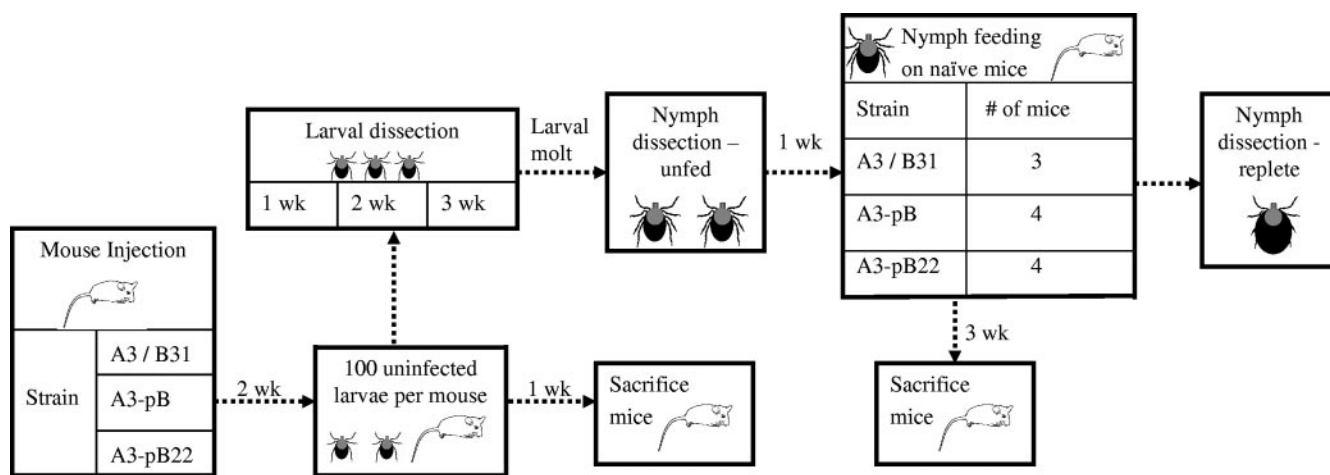 Mouse Injection
Strain
A3 / B31
A3-pB
A3-pB22
2 wk
100 uninfected
larvae per mouse
1 wk
Sacrifice
mice
Larval dissection
1 wk
2 wk
3 wk
Larval
molt
Nymph
dissection –
unfed
1 wk
Nymph feeding
on naïve mice
Strain
# of mice
A3 / B31
3
A3-pB
4
A3-pB22
4
3 wk
Sacrifice
mice
Nymph
dissection -
replete